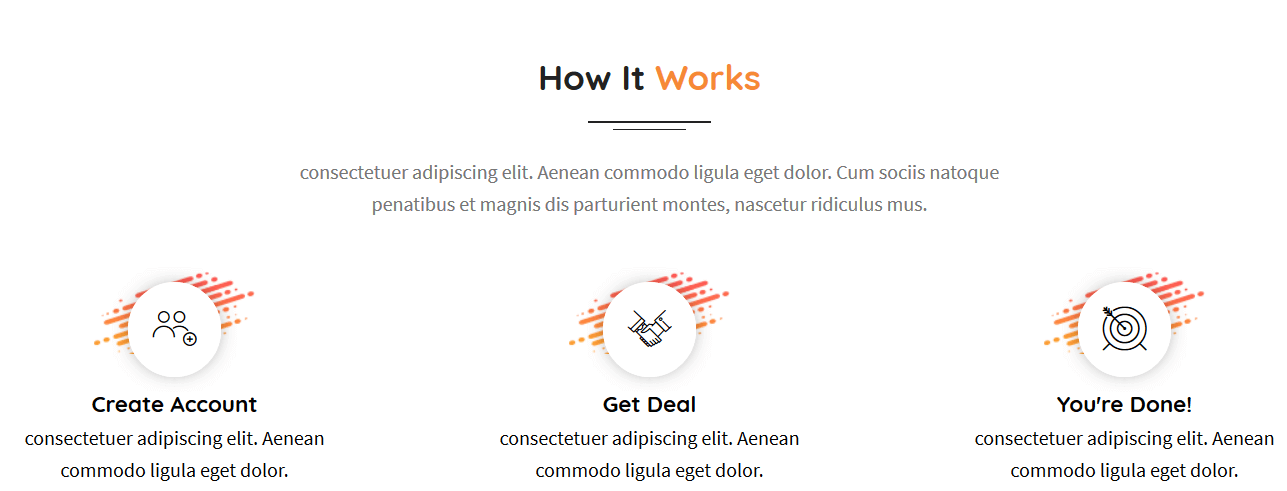 How It Works
consectetuer adipiscing elit. Aenean commodo ligula eget dolor. Cum sociis natoque
penatibus et magnis dis parturient montes, nascetur ridiculus mus.
Create Account
consectetuer adipiscing elit. Aenean
commodo ligula eget dolor.
Get Deal
consectetuer adipiscing elit. Aenean
commodo ligula eget dolor.
You're Done!
consectetuer adipiscing elit. Aenean
commodo ligula eget dolor.